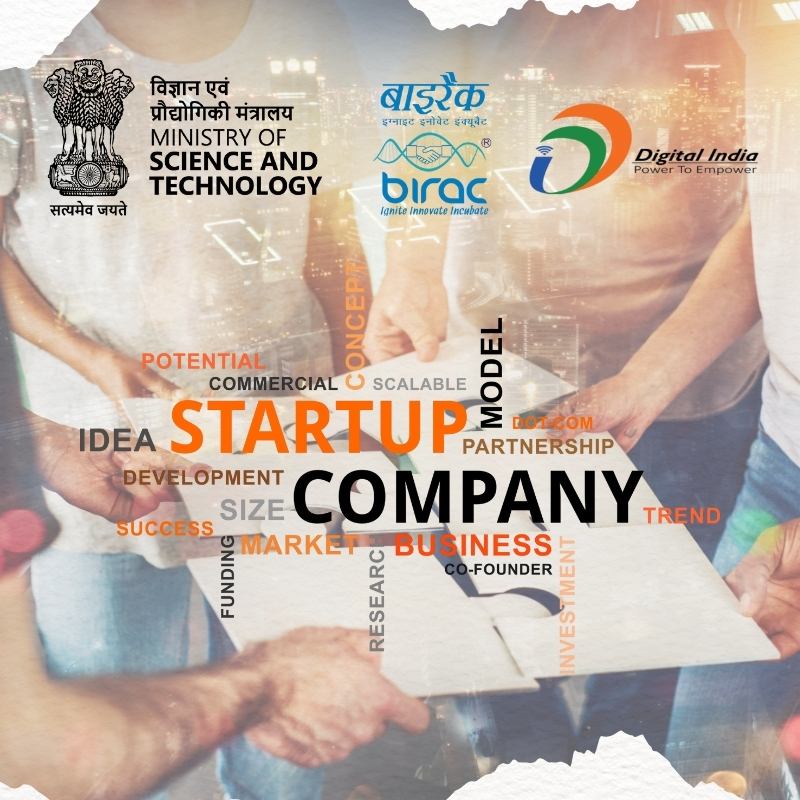 विज्ञान एवं
प्रौद्योगिकी मंत्रालय
MINISTRY OF
SCIENCE AND
TECHNOLOGY
सत्यमेव जयते
बाइरैक
इग्नाइट इनोवेट इंक्यूबैट
®
birac
Ignite Innovate Incubate
Digital India
Power To Empower
CONCEPT
MODEL
POTENTIAL
COMMERCIAL
SCALABLE
STARTUP
DOT-COM
IDEA
PARTNERSHIP
DEVELOPMENT
COMPANY
SIZE
TREND
SUCCESS
MARKET
BUSINESS
FUNDING
CO-FOUNDER
RESEARC
INVESTMENT